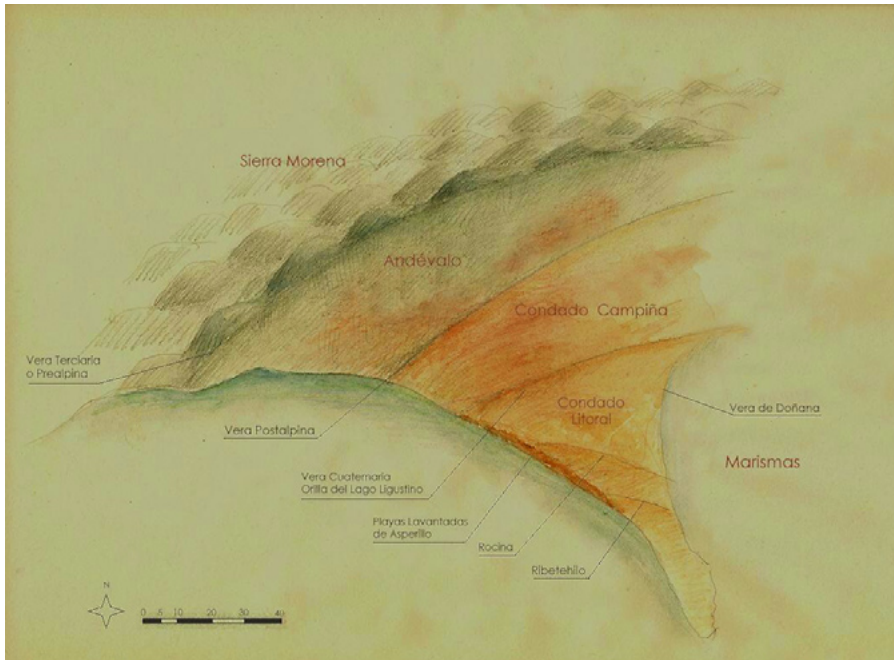 Sierra Morena
Andévalo
Condado Campiña
Vera Terciaria
o Prealpina
Condado
Litoral
Vera de Doñana
Vera Postalpina
Marismas
Vera Cuaternaria
Orilla del Lago Ligustino
Playas Lavantadas
de Asperillo
Rocina
Ribetehilo
N
0 5 10 20 30 40